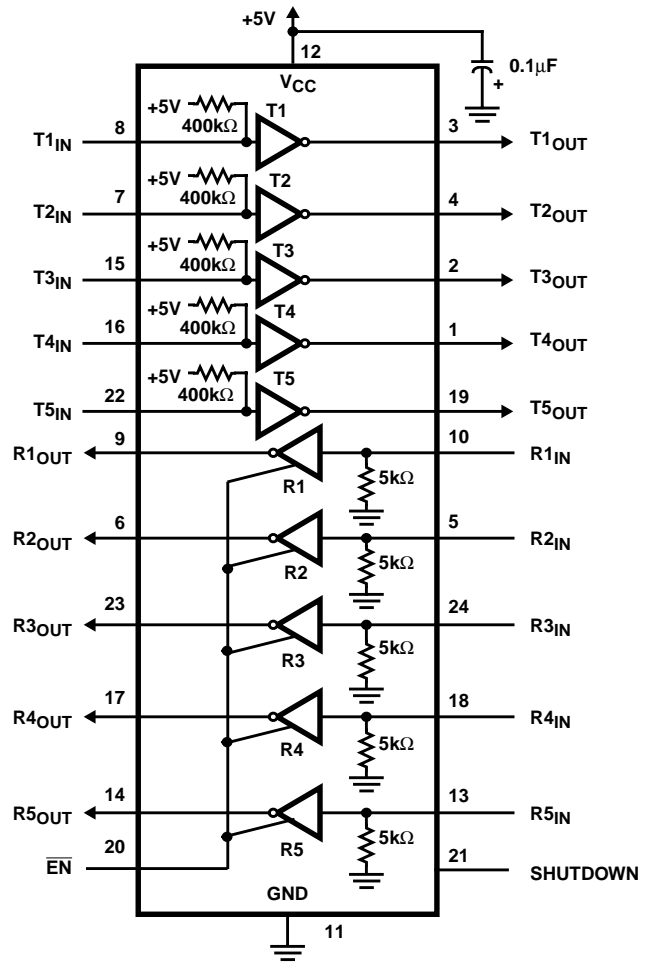 +5V
12
0.1μF
+
VCC
+5V
400kΩ
T1
T1IN
8
3
T1OUT
+5V
400kΩ
T2
T2IN
7
4
T2OUT
+5V
400kΩ
T3
T3IN
15
2
T3OUT
+5V
400kΩ
T4
T4IN
16
1
T4OUT
+5V
400kΩ
T5
T5IN
22
19
T5OUT
R1OUT
9
10
R1IN
R1
5kΩ
R2OUT
6
5
R2IN
R2
5kΩ
R3OUT
23
24
R3IN
R3
5kΩ
R4OUT
17
18
R4IN
R4
5kΩ
R5OUT
14
13
R5IN
R5
5kΩ
E̅N̅
20
21
SHUTDOWN
GND
11